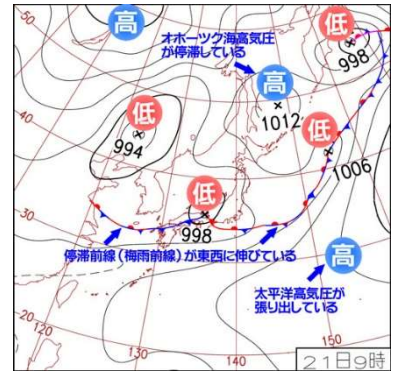 高
低
オホーツク海高気圧
が停滞している
998
50
高
1012
低
低
994
40
1006
低
998
30
停滞前線(梅雨前線)が東西に伸びている
高
太平洋高気圧が
張り出している
20
120
130
140
150
21日9時